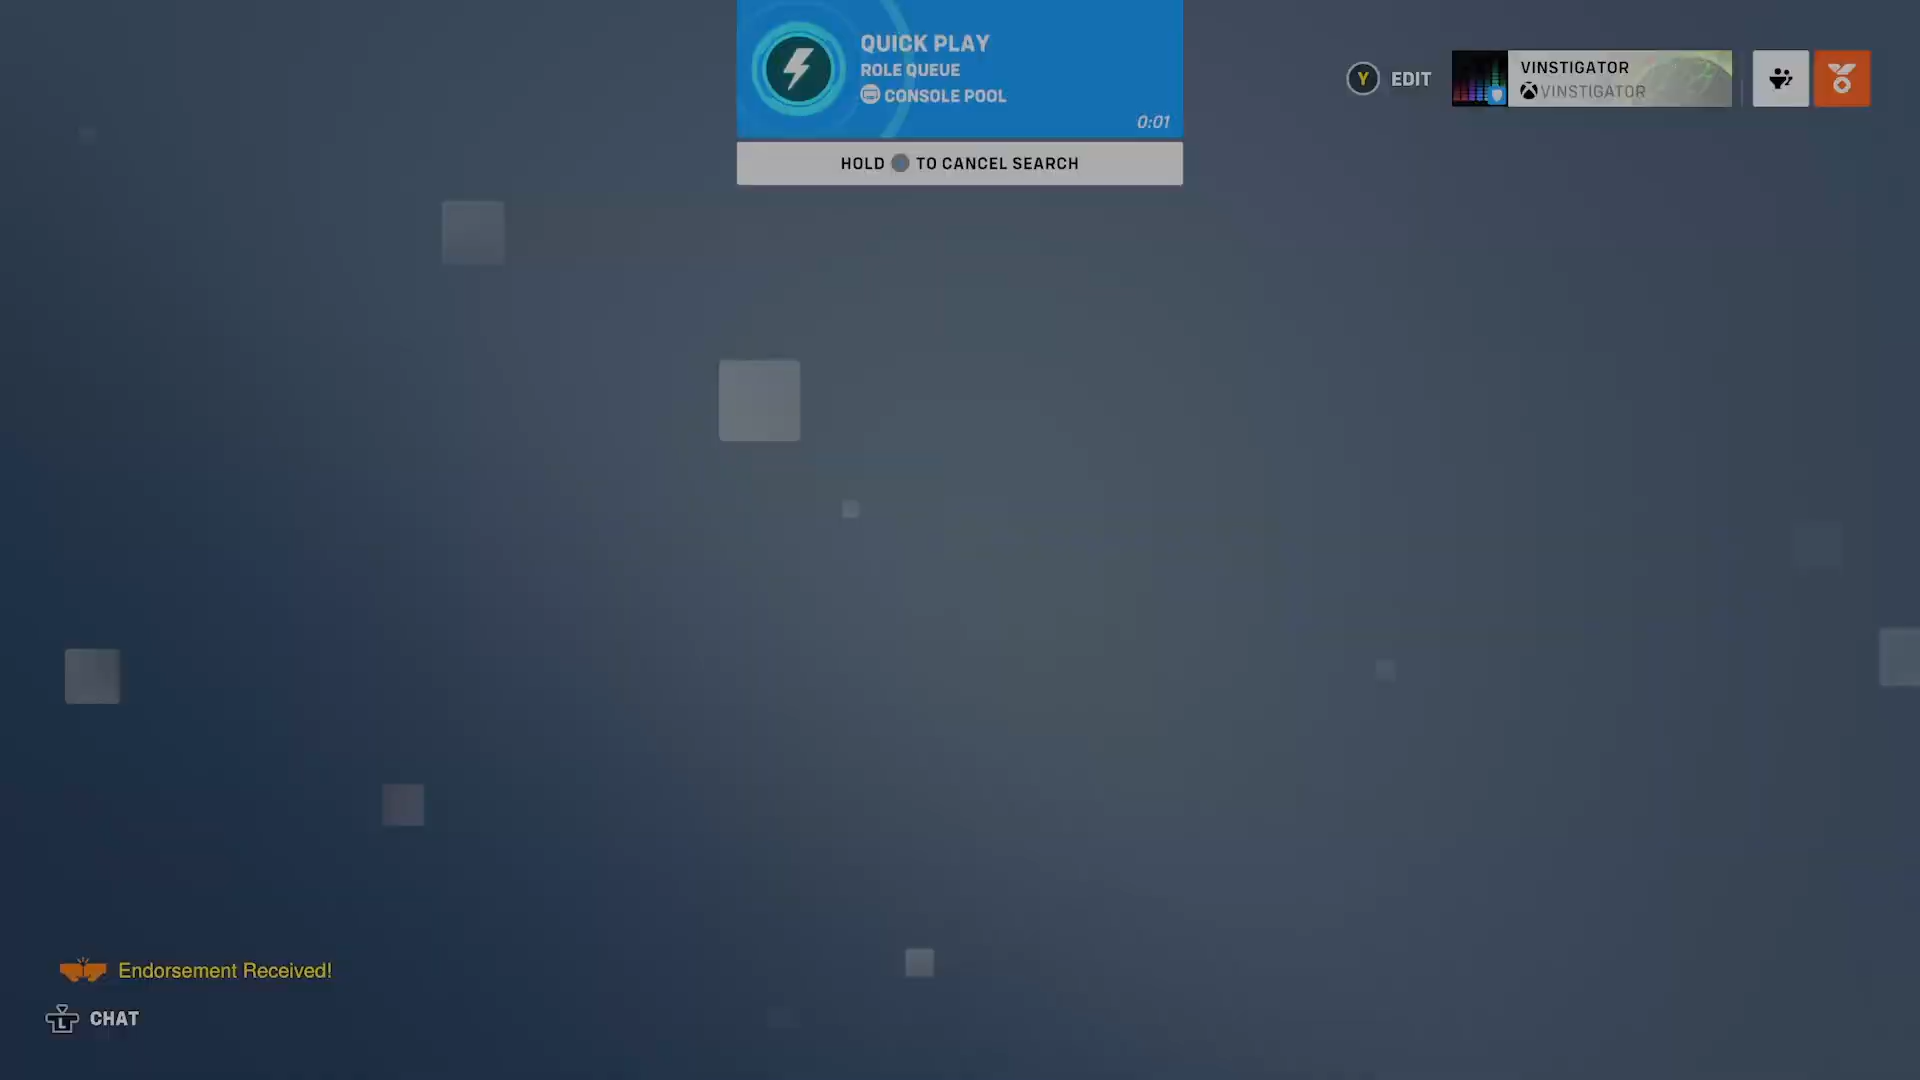 QUICK PLAY
ROLE QUEUE
CONSOLE POOL
0:01
HOLD TO CANCEL SEARCH
Y EDIT
VINSTIGATOR
VINSTIGATOR
Endorsement Received!
L CHAT